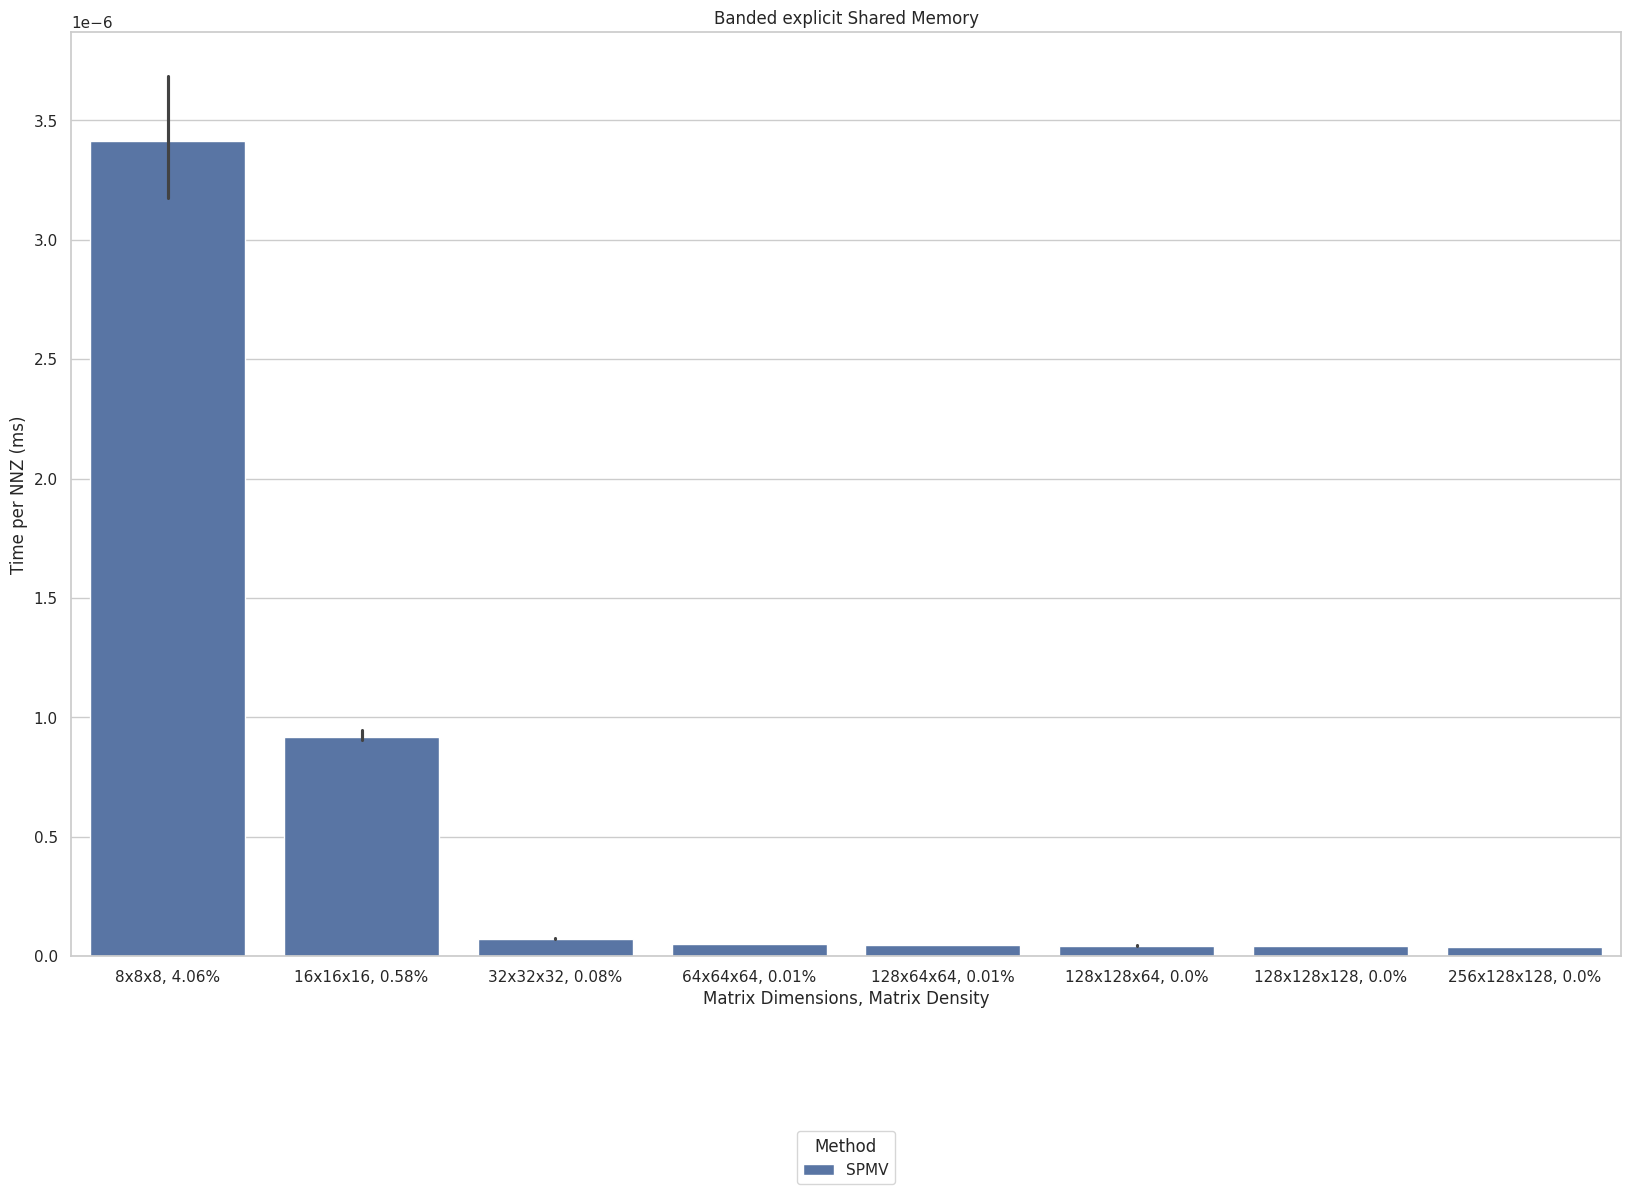 Banded explicit Shared Memory
1e−6
3.5
3.0
2.5
2.0
1.5
1.0
0.5
0.0
Time per NNZ (ms)
8x8x8, 4.06%
16x16x16, 0.58%
32x32x32, 0.08%
64x64x64, 0.01%
128x64x64, 0.01%
128x128x64, 0.0%
128x128x128, 0.0%
256x128x128, 0.0%
Matrix Dimensions, Matrix Density
Method
SPMV